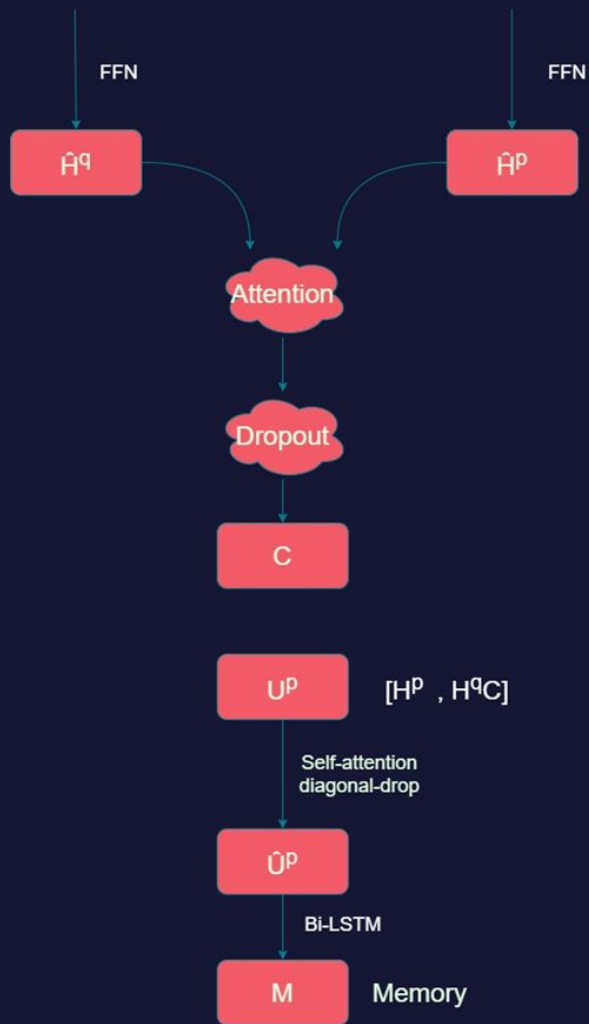 FFN
FFN
Ĥq
Ĥp
Attention
Dropout
C
Up
[Hp , HqC]
Self-attention
diagonal-drop
Ûp
Bi-LSTM
M
Memory